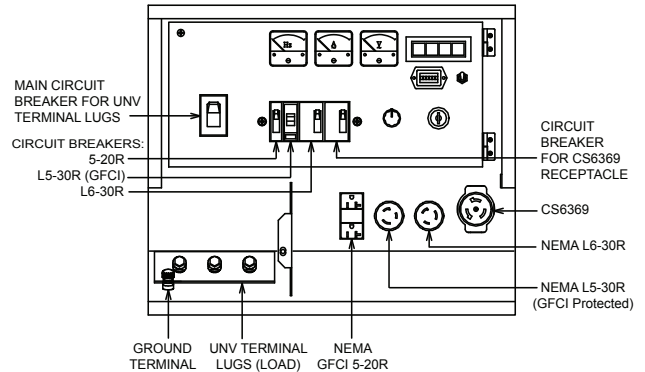 Hz
A
V
MAIN CIRCUIT
BREAKER FOR UNV
TERMINAL LUGS
CIRCUIT BREAKERS:
5-20R
L5-30R (GFCI)
L6-30R
CIRCUIT
BREAKER
FOR CS6369
RECEPTACLE
CS6369
NEMA L6-30R
NEMA L5-30R
(GFCI Protected)
GROUND
TERMINAL
UNV TERMINAL
LUGS (LOAD)
NEMA
GFCI 5-20R